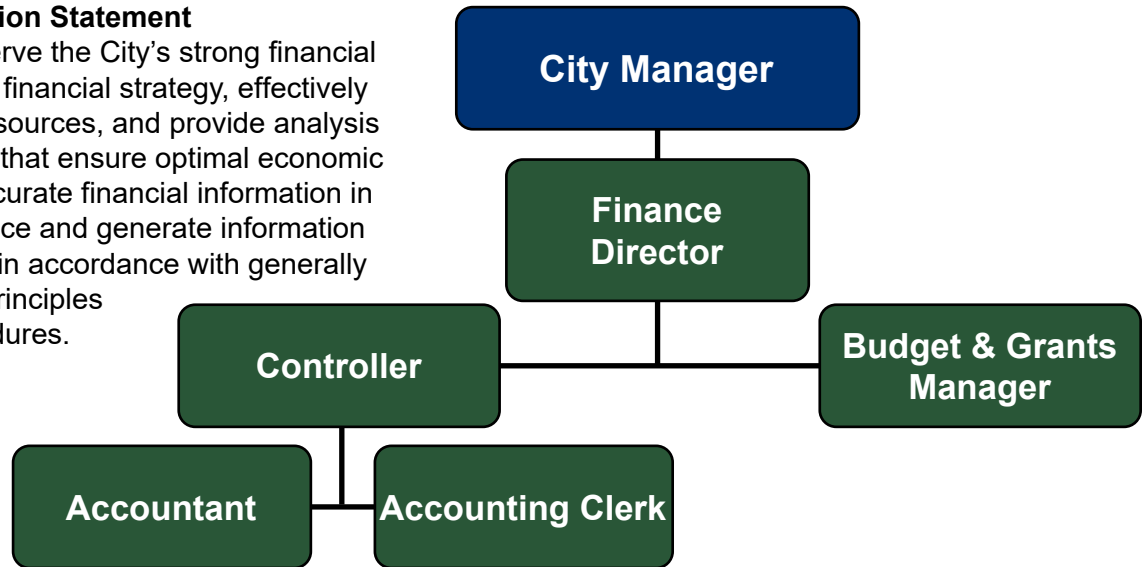 ion Statement
erve the City's strong financial
financial strategy, effectively
sources, and provide analysis
that ensure optimal economic
curate financial information in
ce and generate information
in accordance with generally
rinciples
dures.
City Manager
Finance
Director
Controller
Budget & Grants
Manager
Accountant
Accounting Clerk